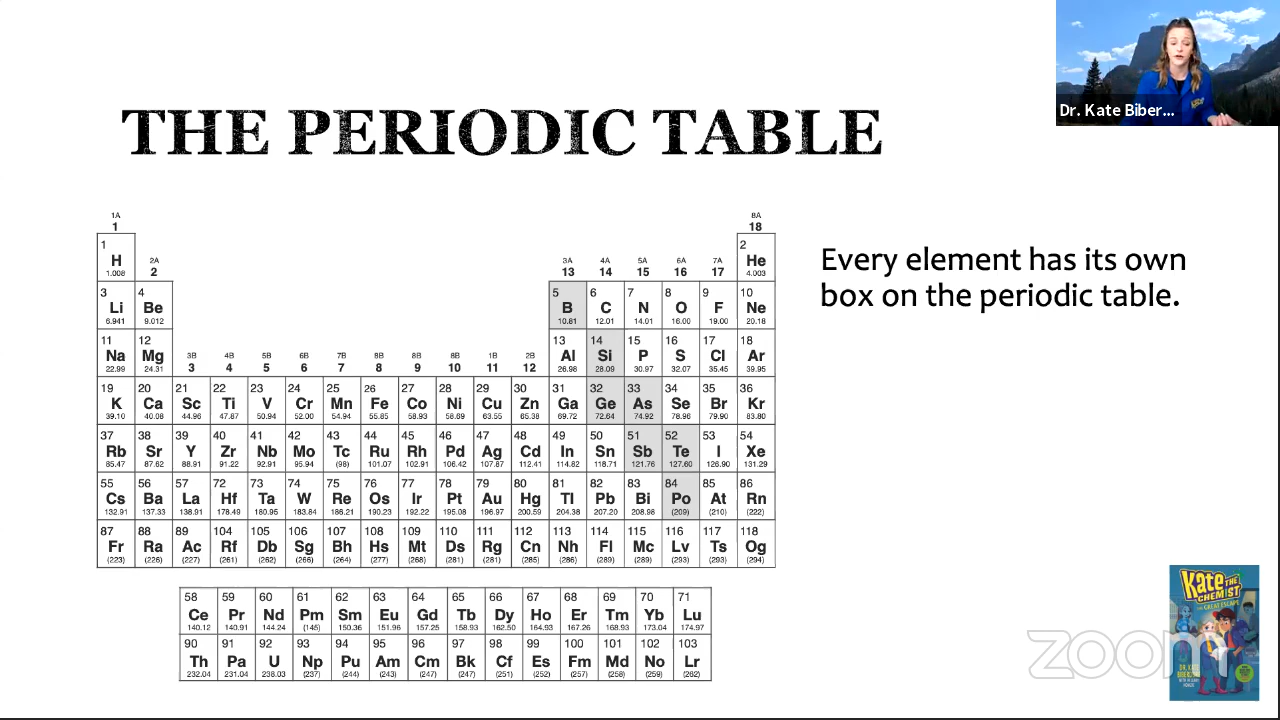 Dr. Kate Biber...
THE PERIODIC TABLE
1A 8A
1 18
1 2
H He
1.008 2A 3A 4A 5A 6A 7A 4.003
2 13 14 15 16 17
3 4 5 6 7 8 9 10
Li Be B C N O F Ne
6.941 9.012 10.81 12.01 14.01 16.00 19.00 20.18
11 12 13 14 15 16 17 18
Na Mg 3B 4B 5B 6B 7B 8B 8B 8B 1B 2B Al Si P S Cl Ar
22.99 24.31 3 4 5 6 7 8 9 10 11 12 26.98 28.09 30.97 32.07 35.45 39.95
19 20 21 22 23 24 25 26 27 28 29 30 31 32 33 34 35 36
K Ca Sc Ti V Cr Mn Fe Co Ni Cu Zn Ga Ge As Se Br Kr
39.10 40.08 44.96 47.87 50.94 52.00 54.94 55.85 58.93 58.69 63.55 65.38 69.72 72.64 74.92 78.96 79.90 83.80
37 38 39 40 41 42 43 44 45 46 47 48 49 50 51 52 53 54
Rb Sr Y Zr Nb Mo Tc Ru Rh Pd Ag Cd In Sn Sb Te I Xe
85.47 87.62 88.91 91.22 92.91 95.94 (98) 101.07 102.91 106.42 107.87 112.41 114.82 118.71 121.76 127.60 126.90 131.29
55 56 57 72 73 74 75 76 77 78 79 80 81 82 83 84 85 86
Cs Ba La Hf Ta W Re Os Ir Pt Au Hg Tl Pb Bi Po At Rn
132.91 137.33 138.91 178.49 180.95 183.84 186.21 190.23 192.22 195.08 196.97 200.59 204.38 207.20 208.98 (209) (210) (222)
87 88 89 104 105 106 107 108 109 110 111 112 113 114 115 116 117 118
Fr Ra Ac Rf Db Sg Bh Hs Mt Ds Rg Cn Nh Fl Mc Lv Ts Og
(223) (226) (227) (261) (262) (266) (264) (277) (268) (281) (281) (285) (286) (289) (289) (293) (293) (294)
58 59 60 61 62 63 64 65 66 67 68 69 70 71
Ce Pr Nd Pm Sm Eu Gd Tb Dy Ho Er Tm Yb Lu
140.12 140.91 144.24 (145) 150.36 151.96 157.25 158.93 162.50 164.93 167.26 168.93 173.04 174.97
90 91 92 93 94 95 96 97 98 99 100 101 102 103
Th Pa U Np Pu Am Cm Bk Cf Es Fm Md No Lr
232.04 231.04 238.03 (237) (244) (243) (247) (247) (251) (252) (257) (258) (259) (262)
Every element has its own
box on the periodic table.
Kate THE
CHEMIST
THE GREAT ESCAPE
zoom
DR. KATE